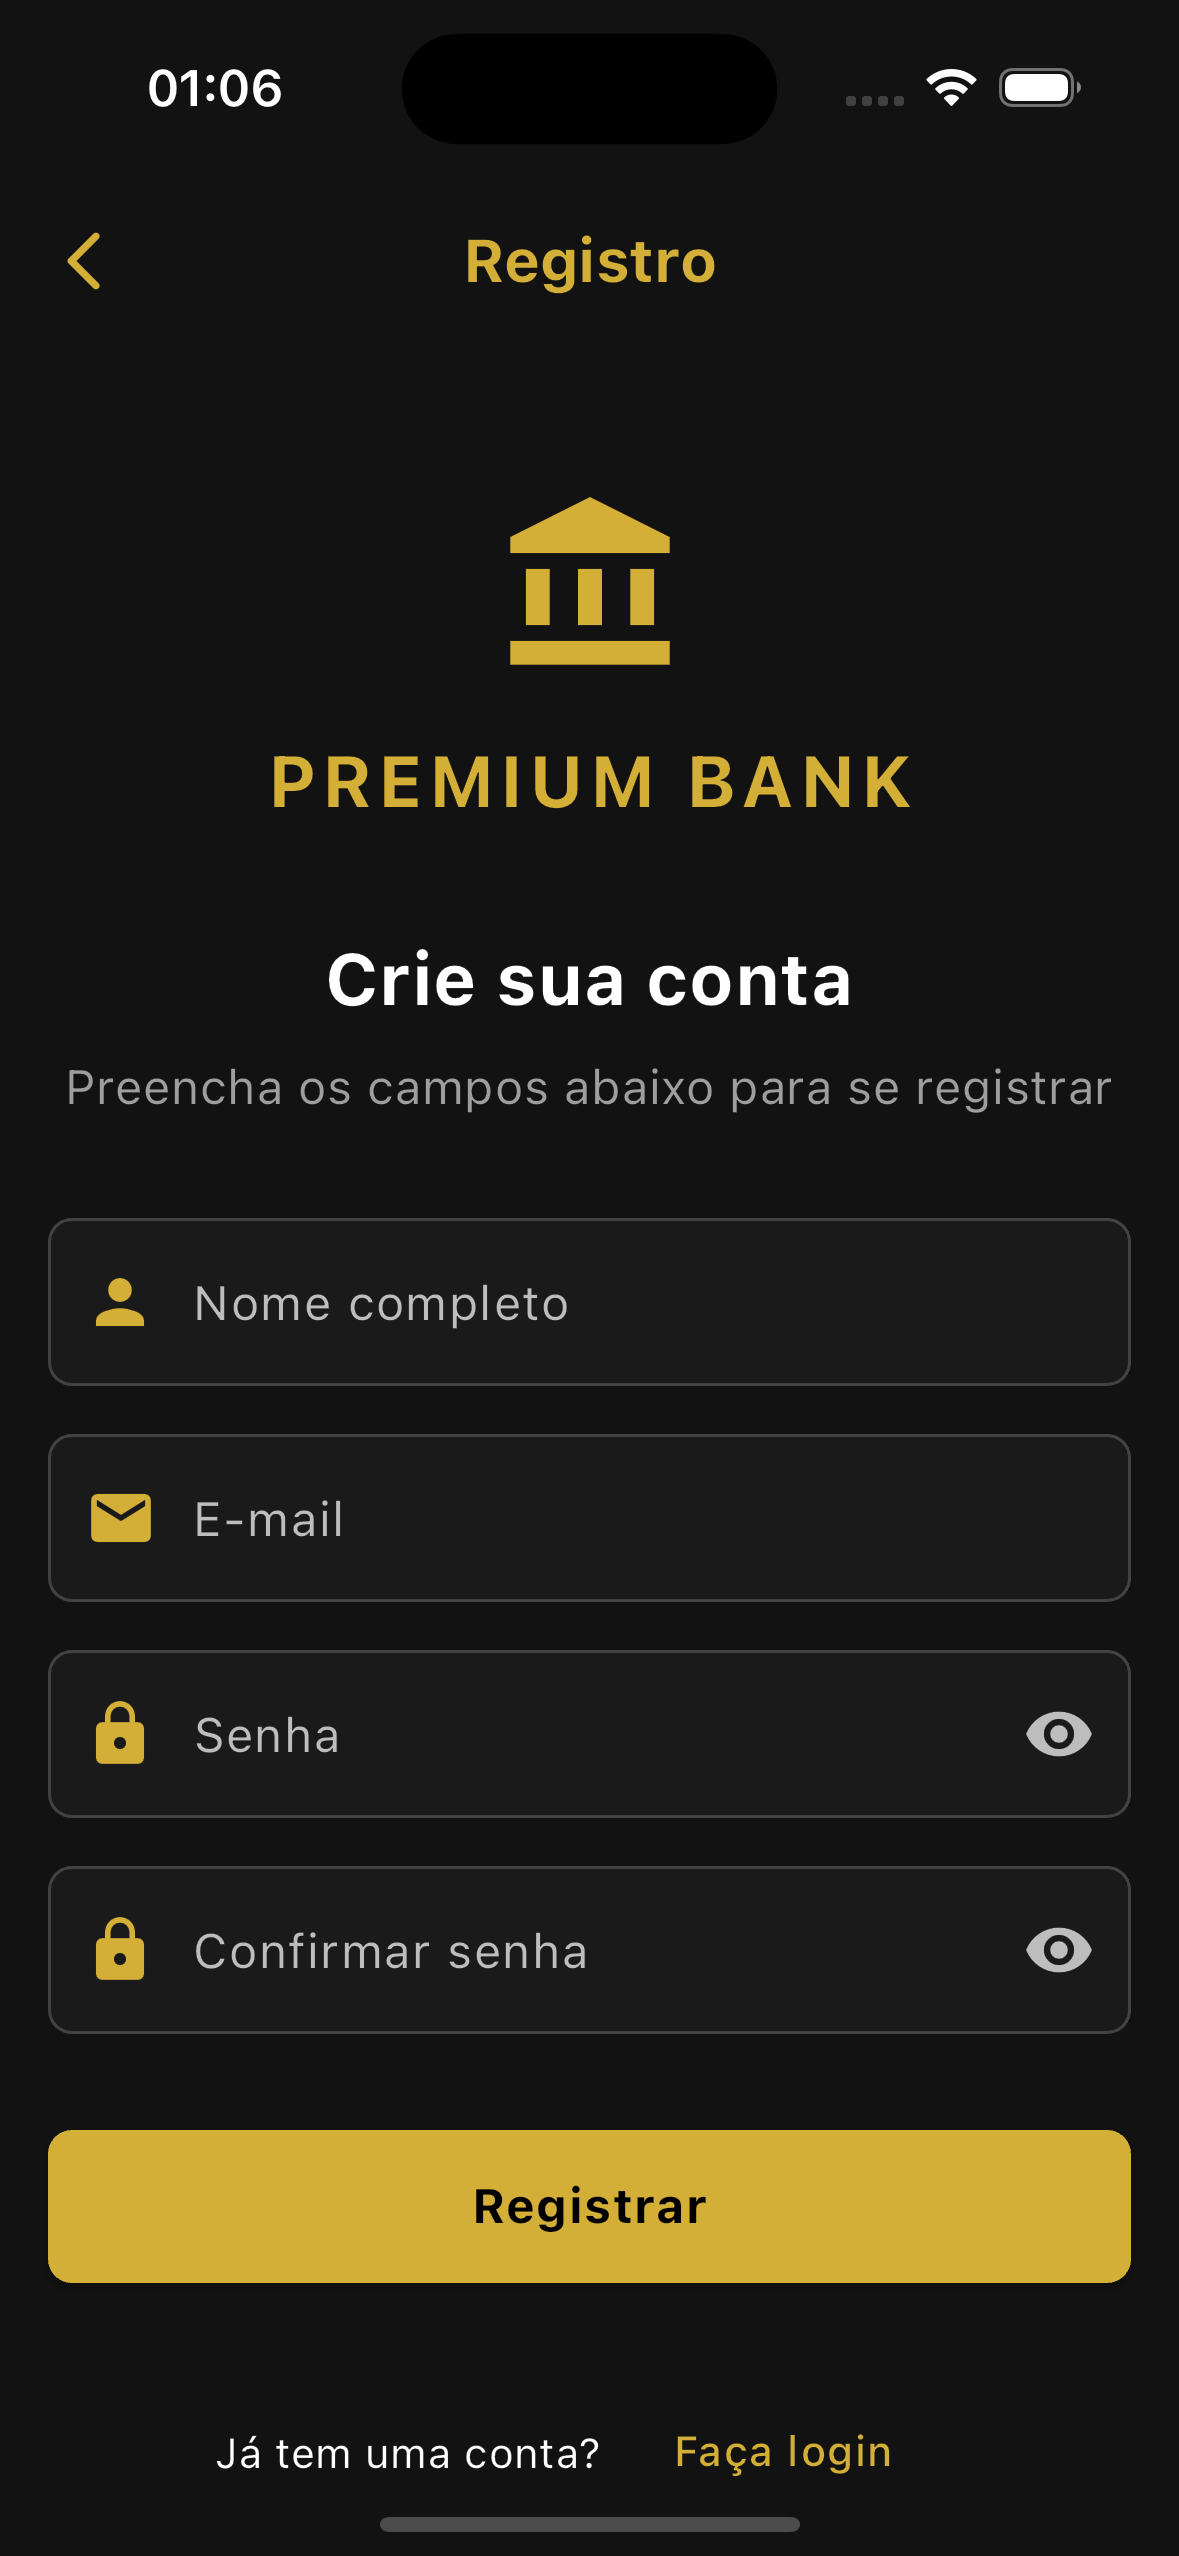 01:06
Registro
PREMIUM BANK
Crie sua conta
Preencha os campos abaixo para se registrar
Nome completo
E-mail
Senha
Confirmar senha
Registrar
Já tem uma conta? Faça login